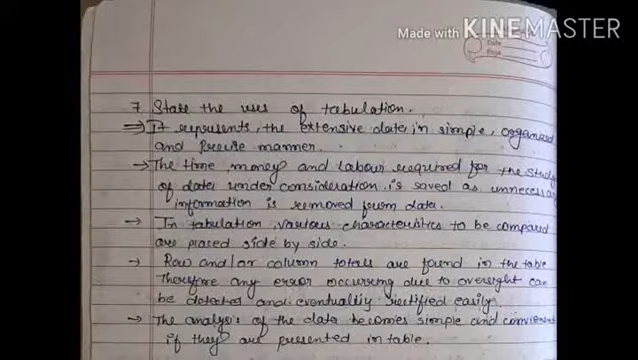 Made with KINEMASTER
Date
Page
7 State the uses of tabulation.
⇒ It represents, the extensive data in simple, organized
and precise manner.
→ The time, money and labour required for the study
of data under consideration is saved as unnecessary
information is removed from data.
→ In tabulation, various characteristics to be compared
are placed side by side.
→ Row and/or column totals are found in the table
therefore any error occurring due to oversight can
be detected and eventually rectified easily.
→ The analysis of the data becomes simple and convenient
if they are presented in table.